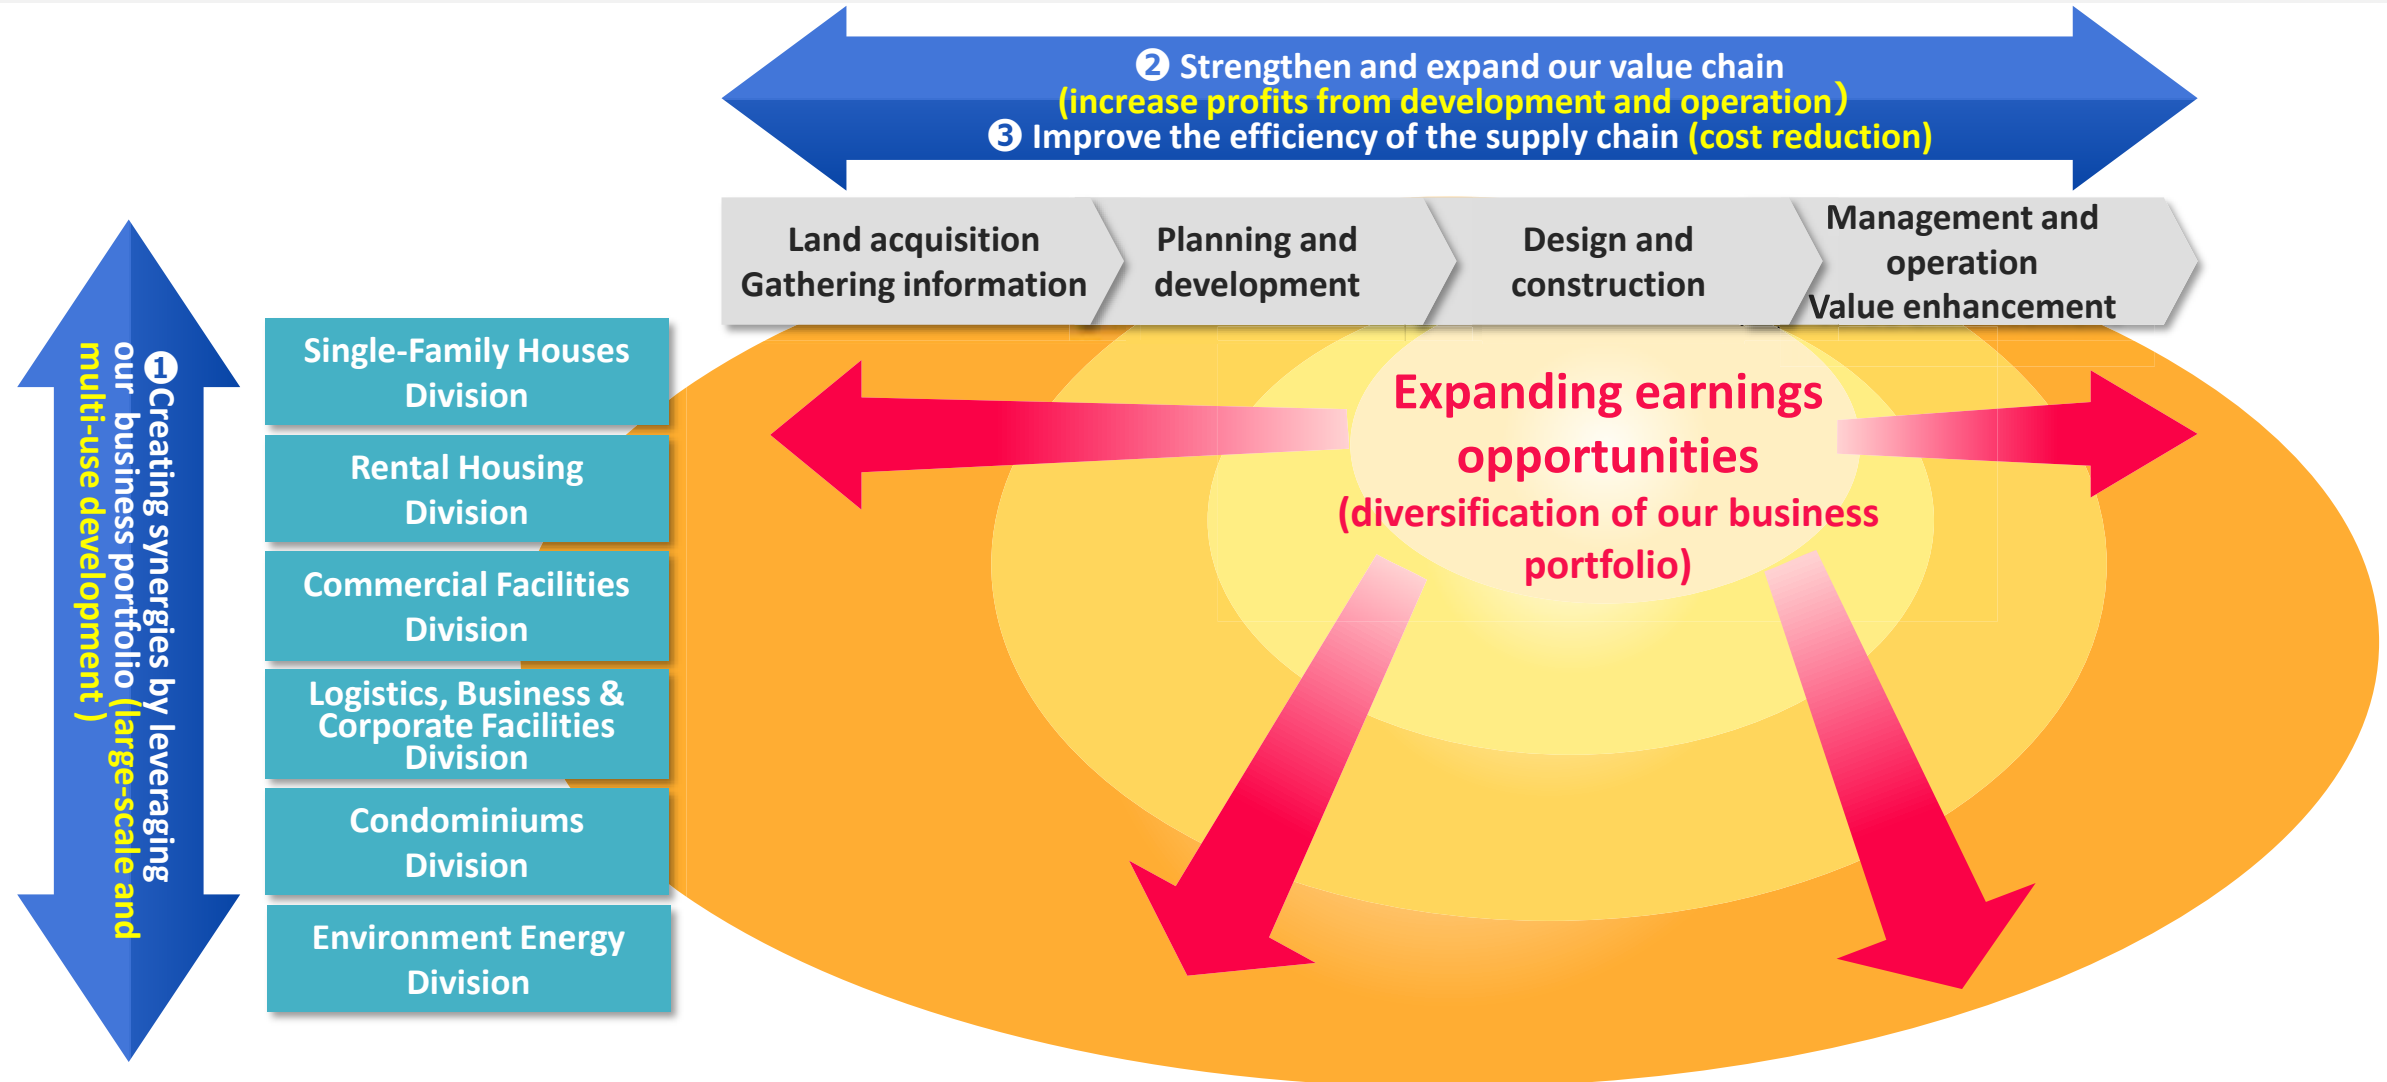 ❷ Strengthen and expand our value chain
(increase profits from development and operation)
❸ Improve the efficiency of the supply chain (cost reduction)
Land acquisition
Gathering information
Planning and
development
Design and
construction
Management and
operation
Value enhancement
❶Creating synergies by leveraging
our business portfolio (large-scale and
multi-use development )
Single-Family Houses
Division
Rental Housing
Division
Commercial Facilities
Division
Logistics, Business &
Corporate Facilities
Division
Condominiums
Division
Environment Energy
Division
Expanding earnings
opportunities
(diversification of our business
portfolio)